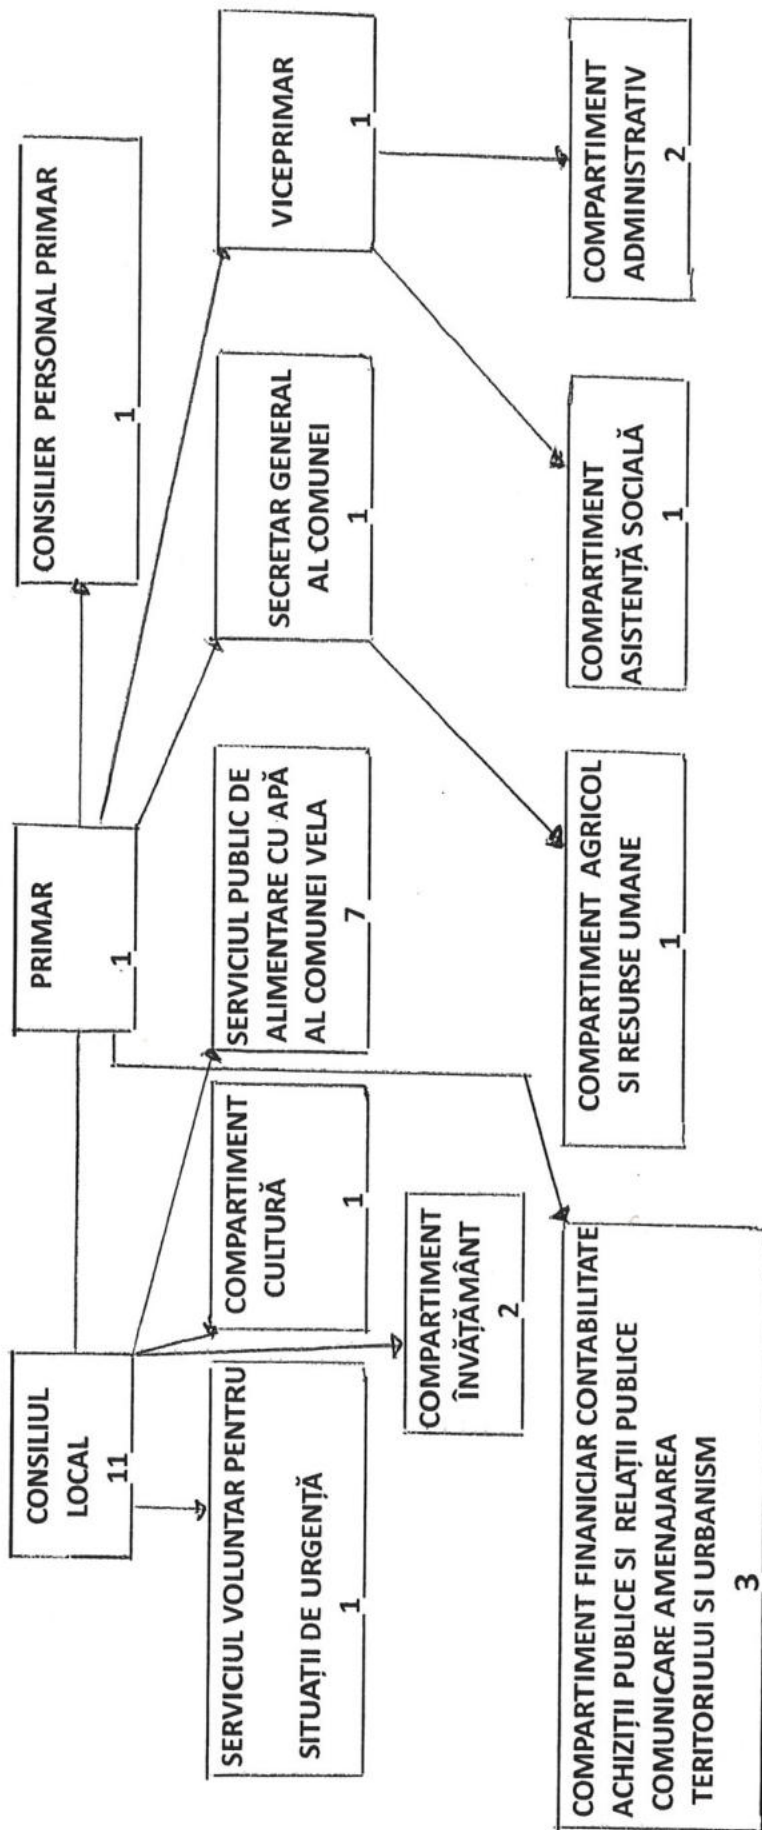 CONSILIUL
LOCAL
11
PRIMAR
1
CONSILIER PERSONAL PRIMAR
1
SERVICIUL VOLUNTAR PENTRU
SITUAȚII DE URGENȚĂ
1
COMPARTIMENT
CULTURĂ
1
SERVICIUL PUBLIC DE
ALIMENTARE CU APĂ
AL COMUNEI VELA
7
SECRETAR GENERAL
AL COMUNEI
1
VICEPRIMAR
1
COMPARTIMENT
ÎNVĂȚĂMÂNT
2
COMPARTIMENT FINANICIAR CONTABILITATE
ACHIZIȚII PUBLICE SI RELAȚII PUBLICE
COMUNICARE AMENAJAREA
TERITORIULUI SI URBANISM
3
COMPARTIMENT AGRICOL
SI RESURSE UMANE
1
COMPARTIMENT
ASISTENȚĂ SOCIALĂ
1
COMPARTIMENT
ADMINISTRATIV
2